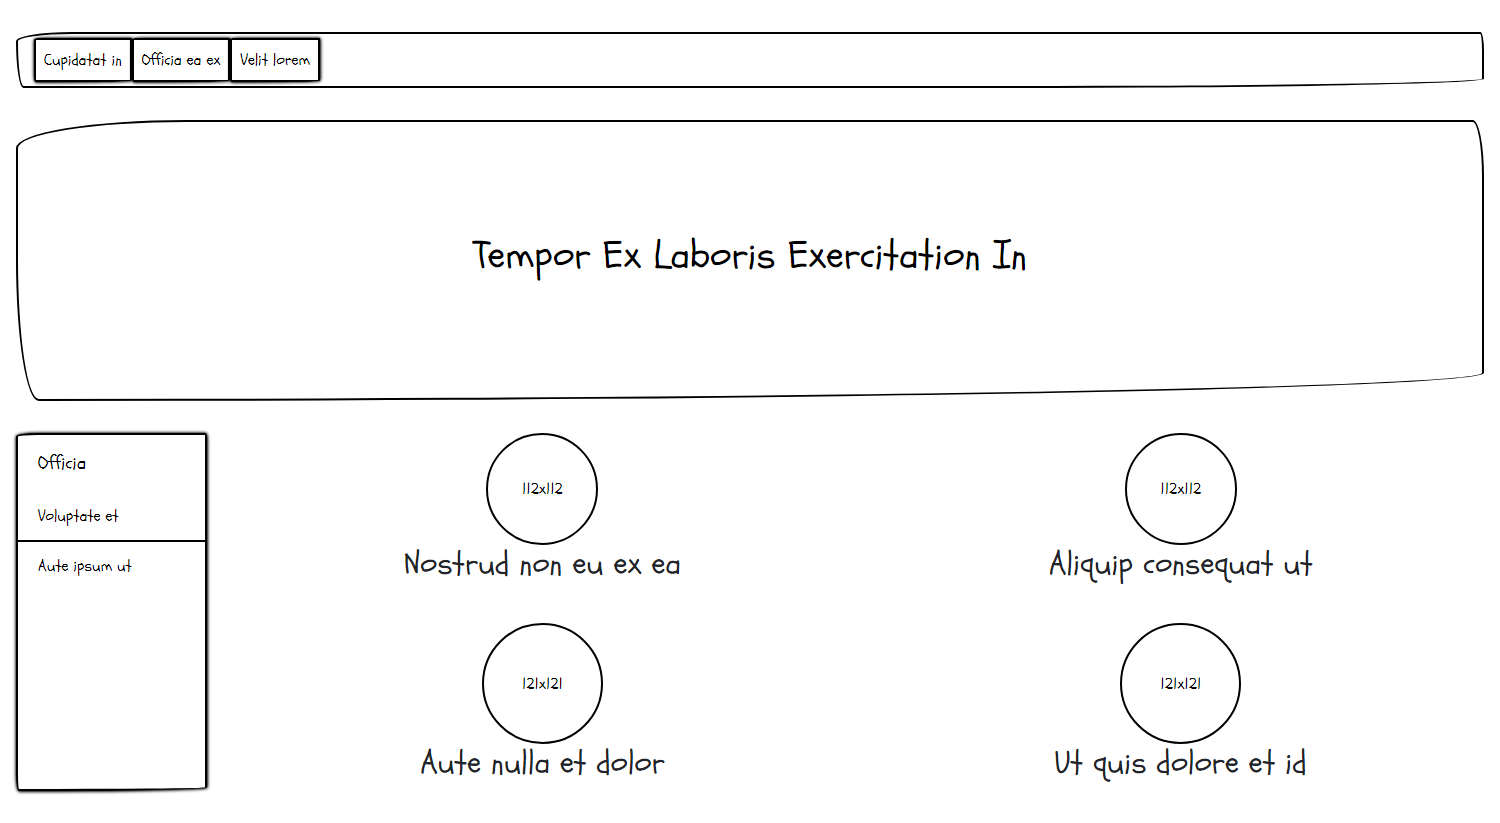 Cupidatat in
Officia ea ex
Velit lorem
Tempor Ex Laboris Exercitation In
Officia
Voluptate et
Aute ipsum ut
112x112
Nostrud non eu ex ea
112x112
Aliquip consequat ut
121x121
Aute nulla et dolor
121x121
Ut quis dolore et id